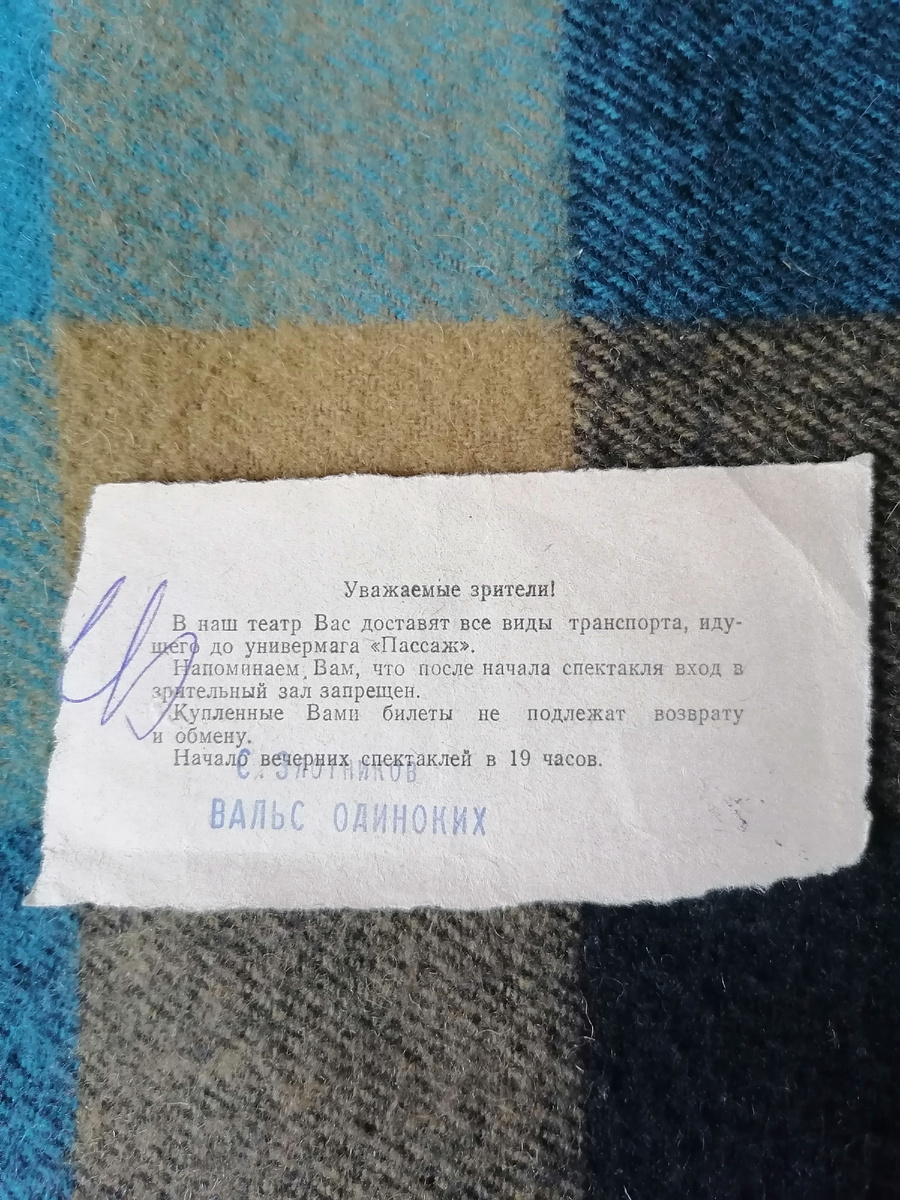 Уважаемые зрители!
В наш театр Вас доставят все виды транспорта, иду-
щего до универмага «Пассаж».
Напоминаем Вам, что после начала спектакля вход в
зрительный зал запрещен.
Купленные Вами билеты не подлежат возврату
и обмену.
Начало вечерних спектаклей в 19 часов.
С. Злотников
ВАЛЬС ОДИНОКИХ